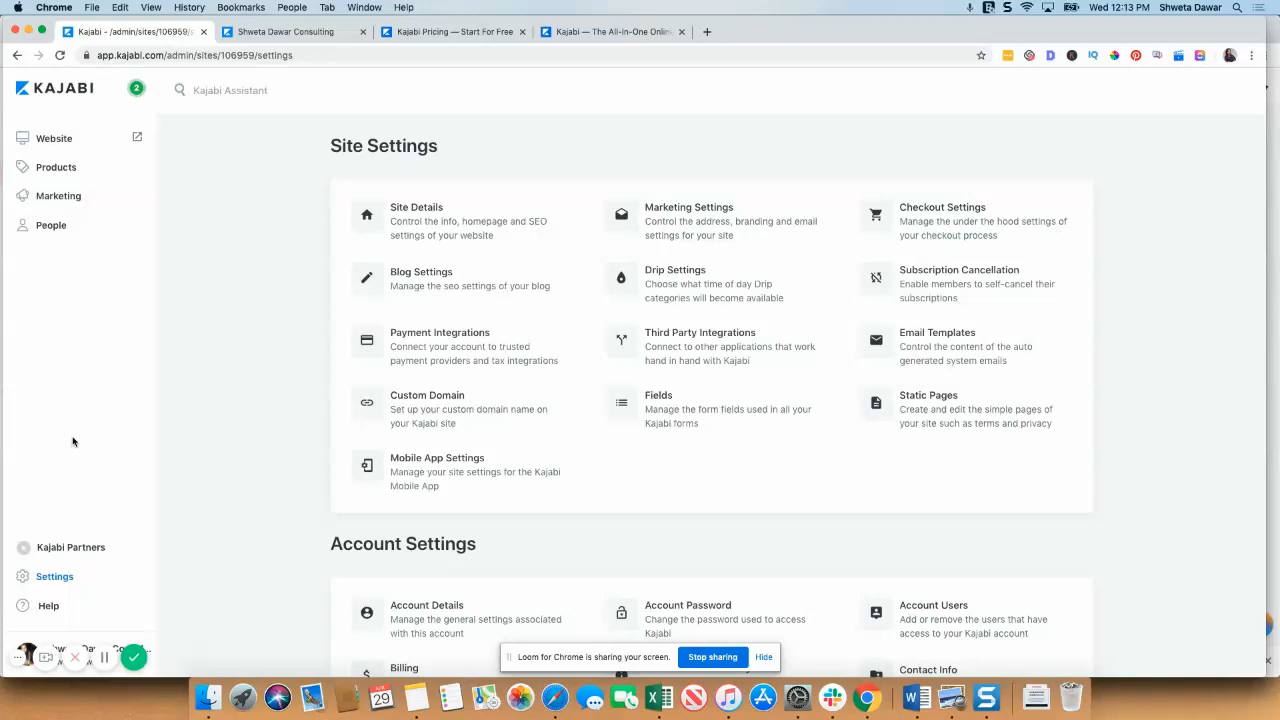 Chrome File Edit View History Bookmarks People Tab Window Help
Wed 12:13 PM Shweta Dawar
Kajabi - /admin/sites/106959/s
Shweta Dawar Consulting
Kajabi Pricing — Start For Free
Kajabi — The All-in-One Online
app.kajabi.com/admin/sites/106959/settings
KAJABI
2
Kajabi Assistant
Website
Products
Marketing
People
Kajabi Partners
Settings
Help
Site Settings
Site Details
Control the info, homepage and SEO
settings of your website
Marketing Settings
Control the address, branding and email
settings for your site
Checkout Settings
Manage the under the hood settings of
your checkout process
Blog Settings
Manage the seo settings of your blog
Drip Settings
Choose what time of day Drip
categories will become available
Subscription Cancellation
Enable members to self-cancel their
subscriptions
Payment Integrations
Connect your account to trusted
payment providers and tax integrations
Third Party Integrations
Connect to other applications that work
hand in hand with Kajabi
Email Templates
Control the content of the auto
generated system emails
Custom Domain
Set up your custom domain name on
your Kajabi site
Fields
Manage the form fields used in all your
Kajabi forms
Static Pages
Create and edit the simple pages of
your site such as terms and privacy
Mobile App Settings
Manage your site settings for the Kajabi
Mobile App
Account Settings
Account Details
Manage the general settings associated
with this account
Account Password
Change the password used to access
Kajabi
Account Users
Add or remove the users that have
access to your Kajabi account
Billing
Contact Info
Loom for Chrome is sharing your screen.
Stop sharing
Hide
29